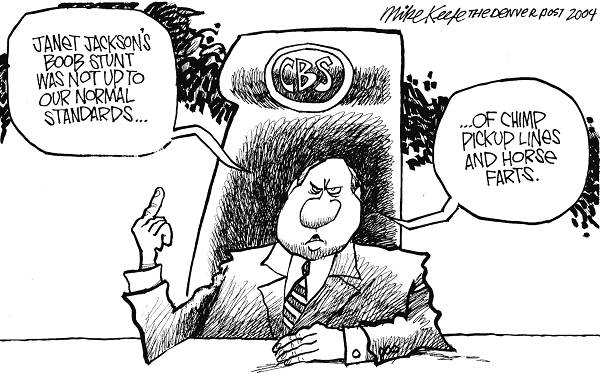 Mike Keefe THE DENVER POST 2004
JANET JACKSON'S
BOOB STUNT
WAS NOT UP TO
OUR NORMAL
STANDARDS...
CBS
...OF CHIMP
PICKUP LINES
AND HORSE
FARTS.